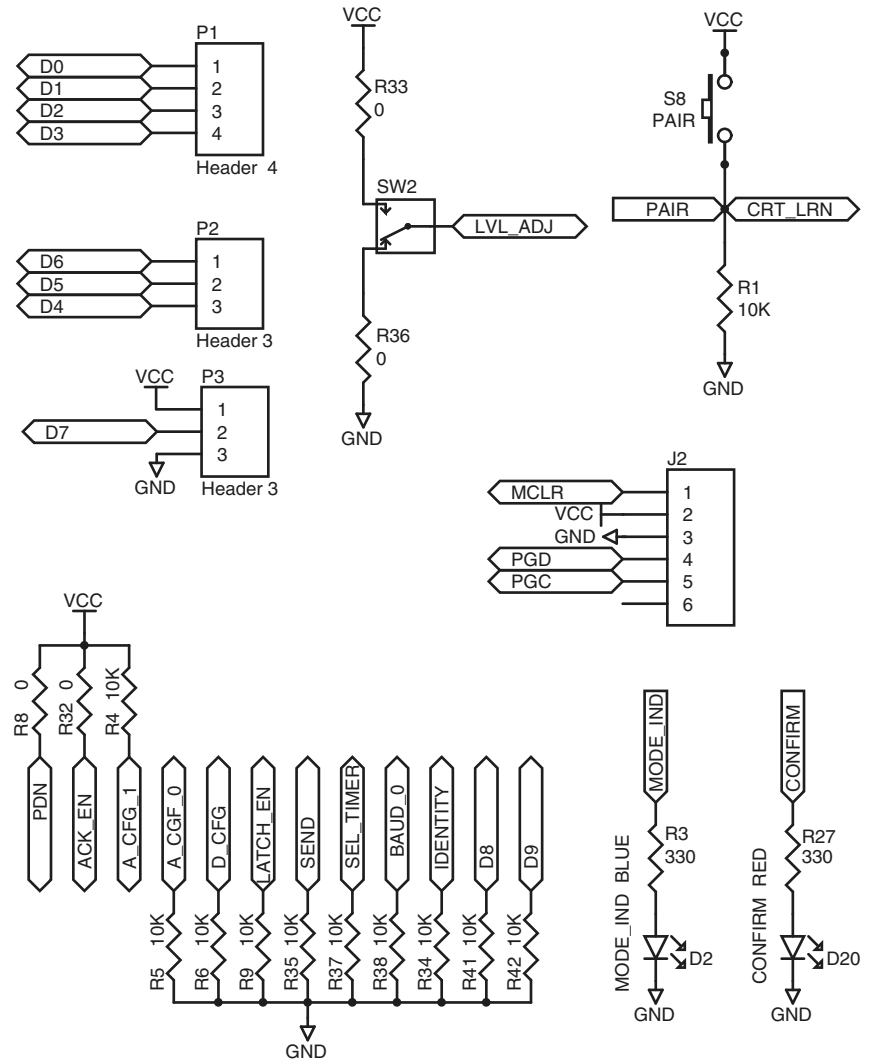 P1
D0
D1
D2
D3
1
2
3
4
Header 4
P2
D6
D5
D4
1
2
3
Header 3
VCC
P3
D7
1
2
3
GND
Header 3
VCC
R33
0
SW2
LVL_ADJ
R36
0
GND
VCC
S8
PAIR
PAIR
CRT_LRN
R1
10K
GND
J2
MCLR
1
VCC
2
GND
3
PGD
4
PGC
5
6
VCC
R8 0
R32 0
R4 10K
PDN
ACK_EN
A_CFG_1
A_CGF_0
D_CFG
LATCH_EN
SEND
SEL_TIMER
BAUD_0
IDENTITY
D8
D9
R5 10K
R6 10K
R9 10K
R35 10K
R37 10K
R38 10K
R34 10K
R41 10K
R42 10K
GND
MODE_IND
R3
330
MODE_IND BLUE
D2
GND
CONFIRM
R27
330
CONFIRM RED
D20
GND